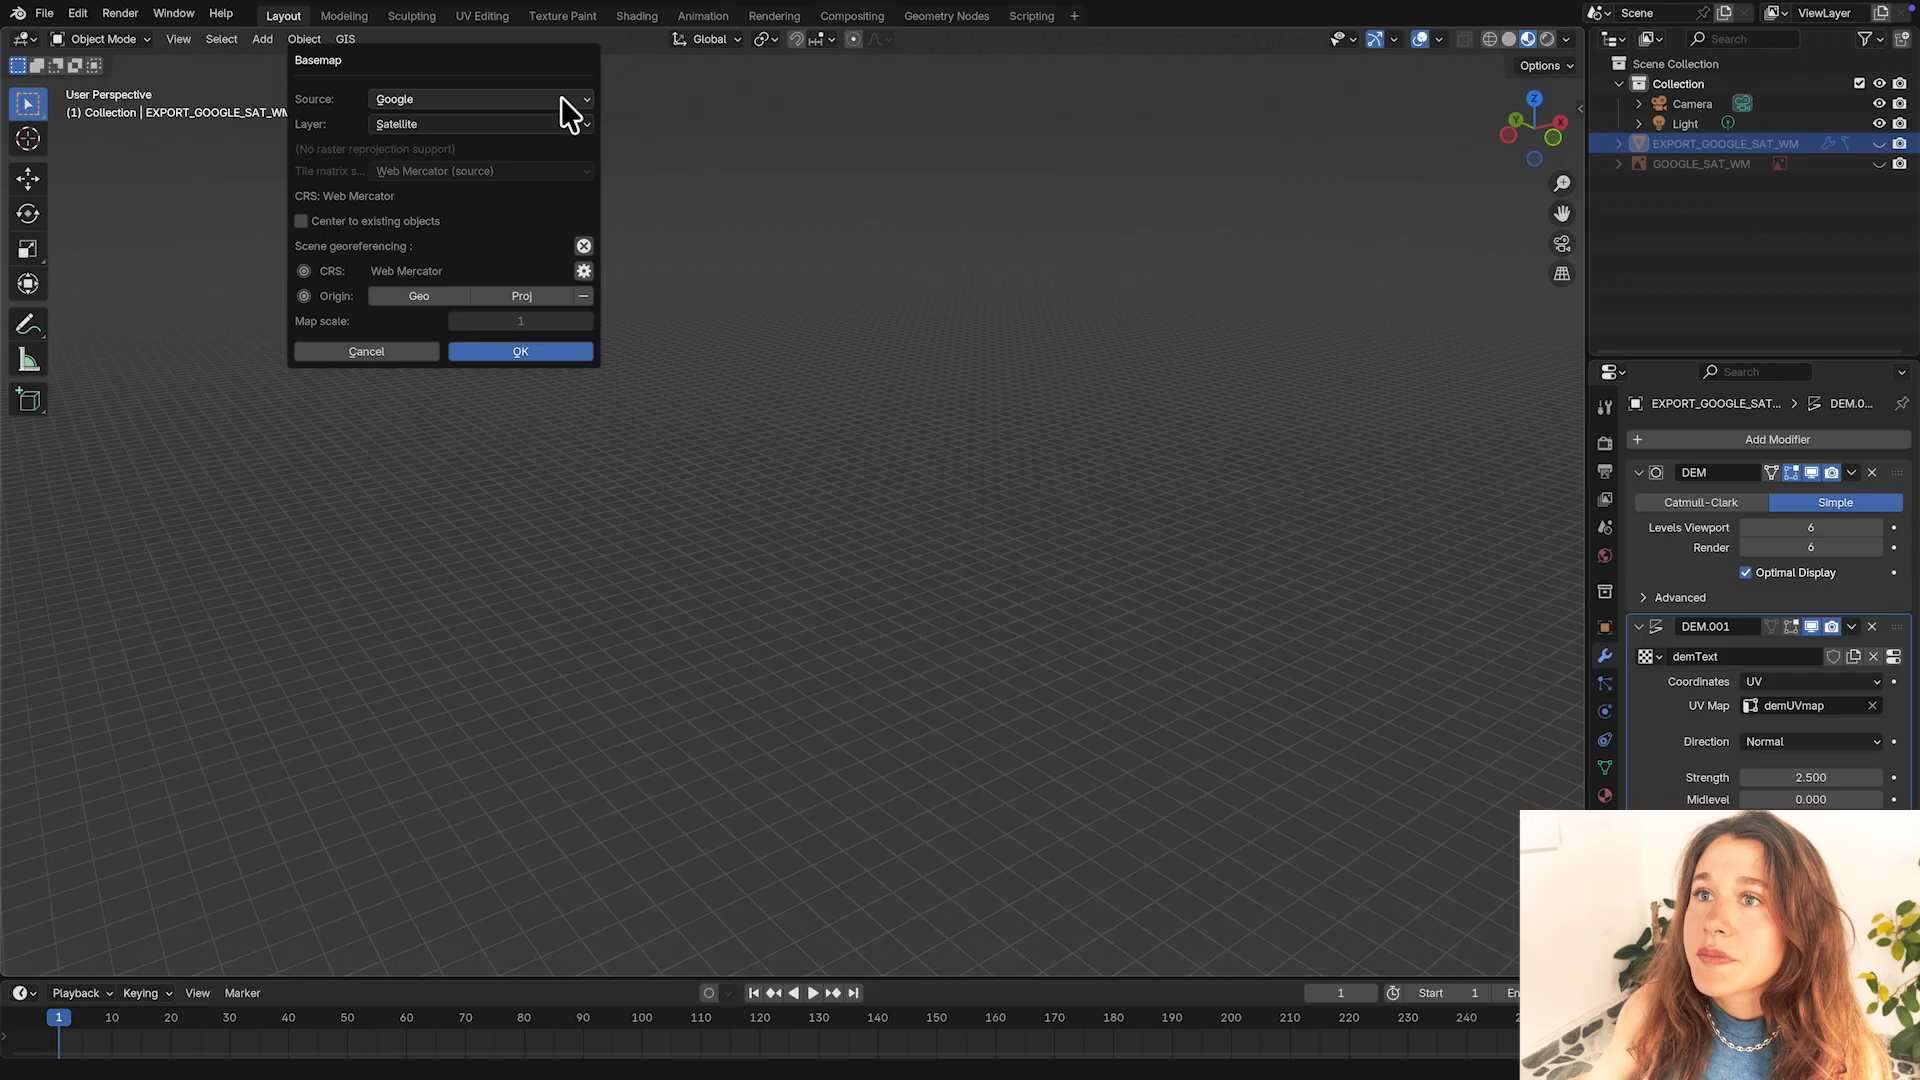 File Edit Render Window Help Layout Modeling Sculpting UV Editing Texture Paint Shading Animation Rendering Compositing Geometry Nodes Scripting + Scene ViewLayer
Object Mode View Select Add Object GIS Global Search
Options
User Perspective
(1) Collection | EXPORT_GOOGLE_SAT_WM
Basemap
Source: Google
Layer: Satellite
(No raster reprojection support)
Tile matrix s... Web Mercator (source)
CRS: Web Mercator
Center to existing objects
Scene georeferencing :
CRS: Web Mercator
Origin: Geo Proj
Map scale: 1
Cancel OK
Z
Y
X
Scene Collection
Collection
Camera
Light
EXPORT_GOOGLE_SAT_WM
GOOGLE_SAT_WM
Search
EXPORT_GOOGLE_SAT... > DEM.0...
+ Add Modifier
DEM
Catmull-Clark Simple
Levels Viewport 6
Render 6
Optimal Display
Advanced
DEM.001
demText
Coordinates UV
UV Map demUVmap
Direction Normal
Strength 2.500
Midlevel 0.000
Playback Keying View Marker 1 Start 1 En
1 10 20 30 40 50 60 70 80 90 100 110 120 130 140 150 160 170 180 190 200 210 220 230 240